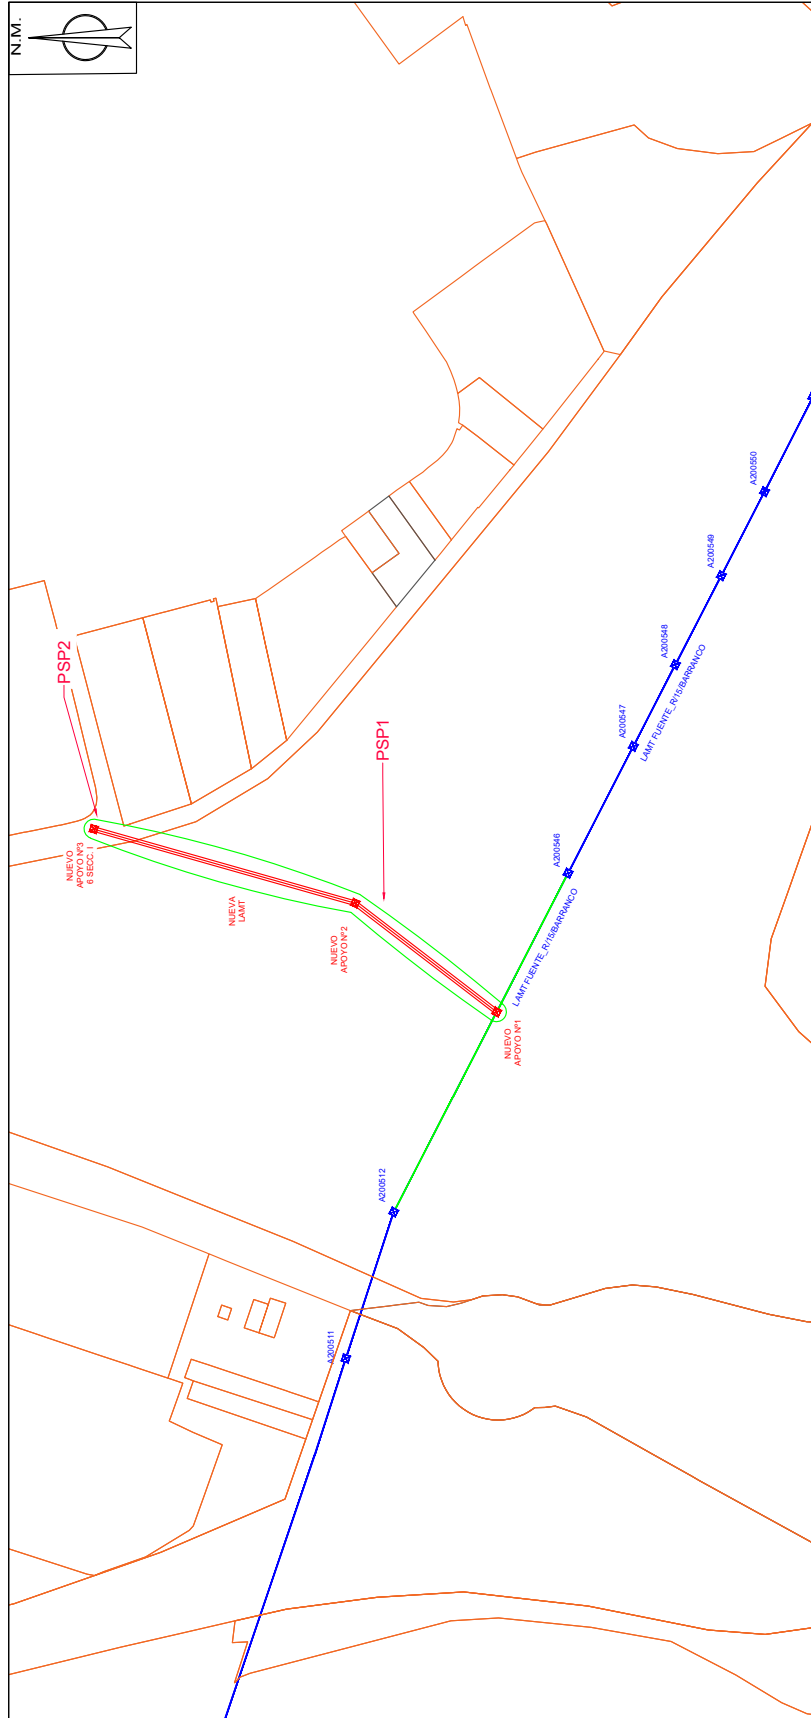 N.M.
A200550
A200549
A200548
PSP2
LAMT FUENTE_R/15/BARRANCO
A200547
PSP1
NUEVO
APOYO Nº3
6 SECC. I
A200546
NUEVA
LAMT
NUEVO
APOYO Nº2
LAMT FUENTE_R/15/BARRANCO
NUEVO
APOYO Nº1
A200512
A200511